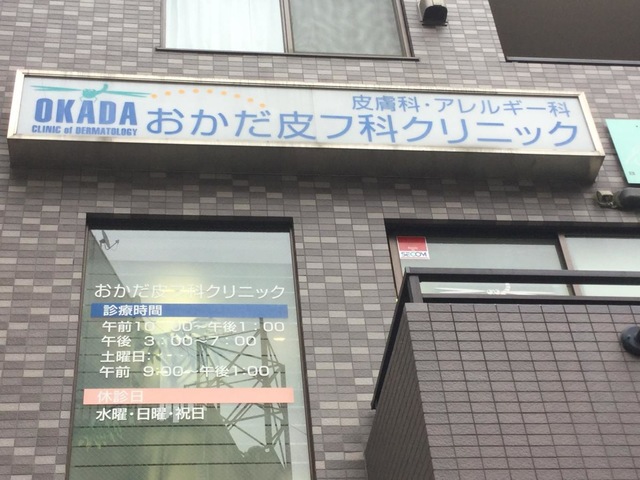 OKADA
CLINIC of DERMATOLOGY
皮膚科・アレルギー科
おかだ皮フ科クリニック
SECOM
おかだ皮フ科クリニック
診療時間
午前10:00～午後1:00
午後 3:00～7:00
土曜日:
午前 9:00～午後1:00
休診日
水曜・日曜・祝日